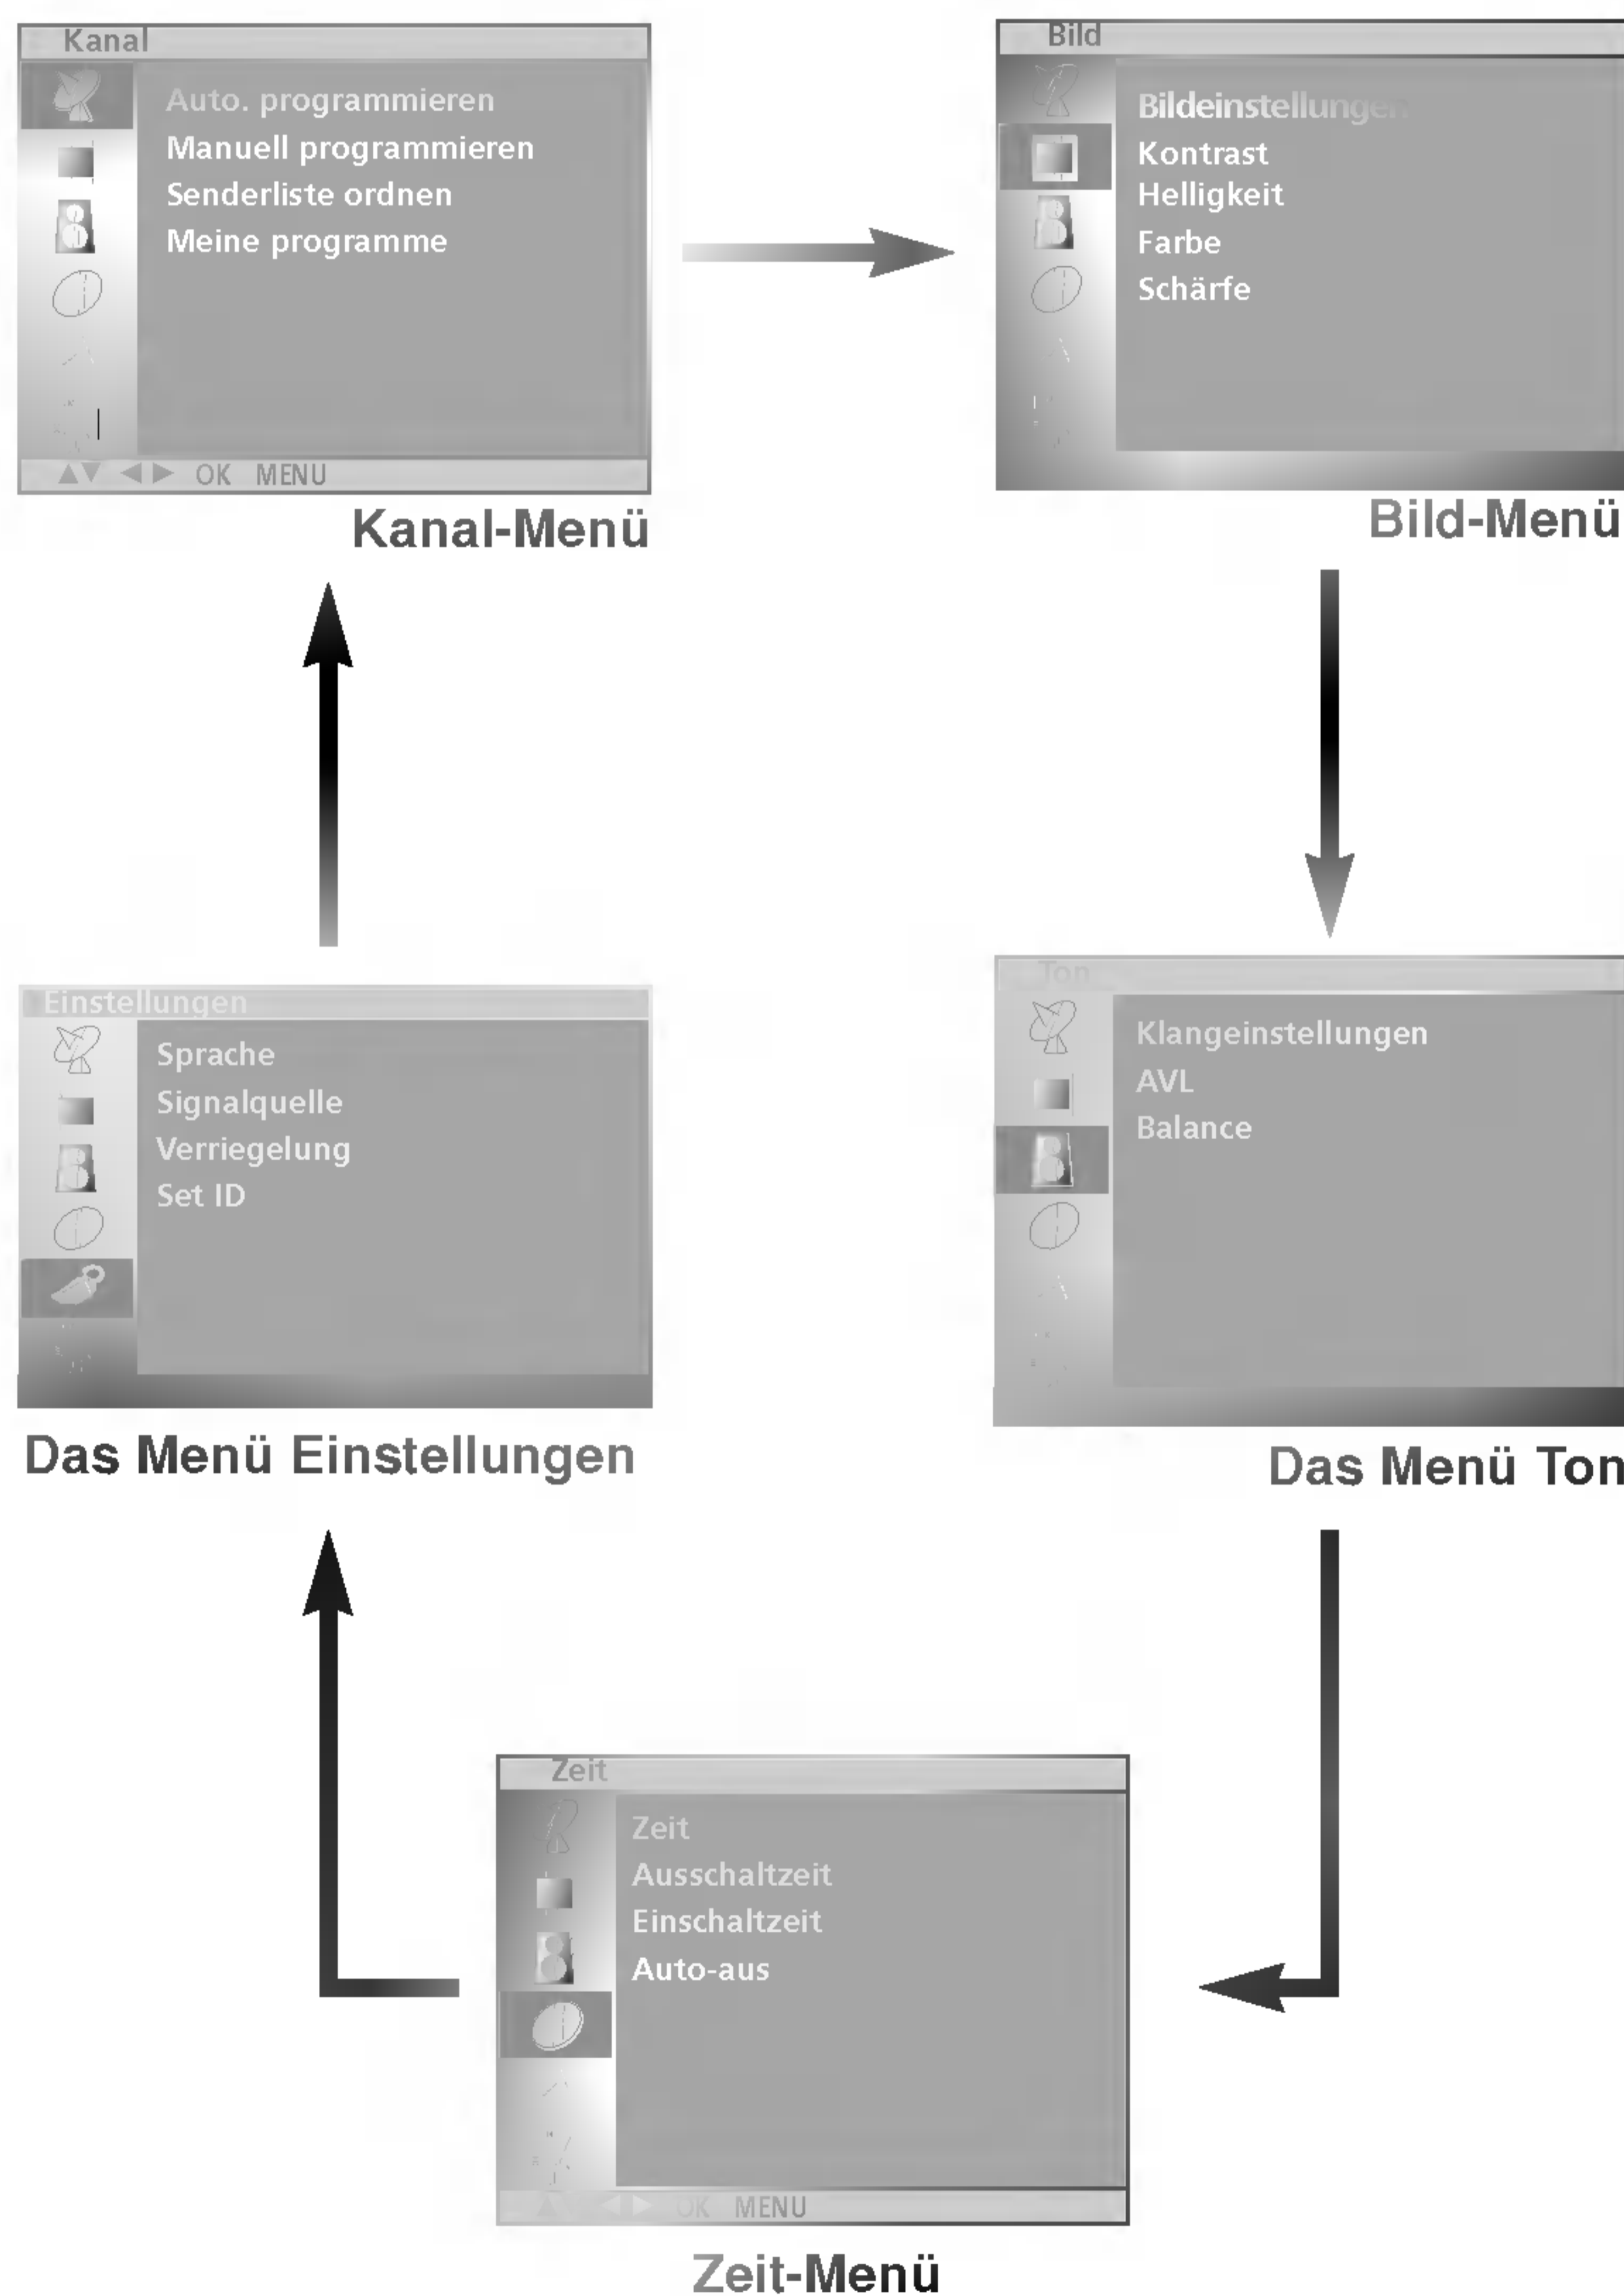 Kanal
Auto. programmieren
Manuell programmieren
Senderliste ordnen
Meine programme
OK MENU
Kanal-Menü
Bild
Bildeinstellungen
Kontrast
Helligkeit
Farbe
Schärfe
Bild-Menü
Ton
Klangeinstellungen
AVL
Balance
Das Menü Ton
Zeit
Zeit
Ausschaltzeit
Einschaltzeit
Auto-aus
OK MENU
Zeit-Menü
Einstellungen
Sprache
Signalquelle
Verriegelung
Set ID
Das Menü Einstellungen